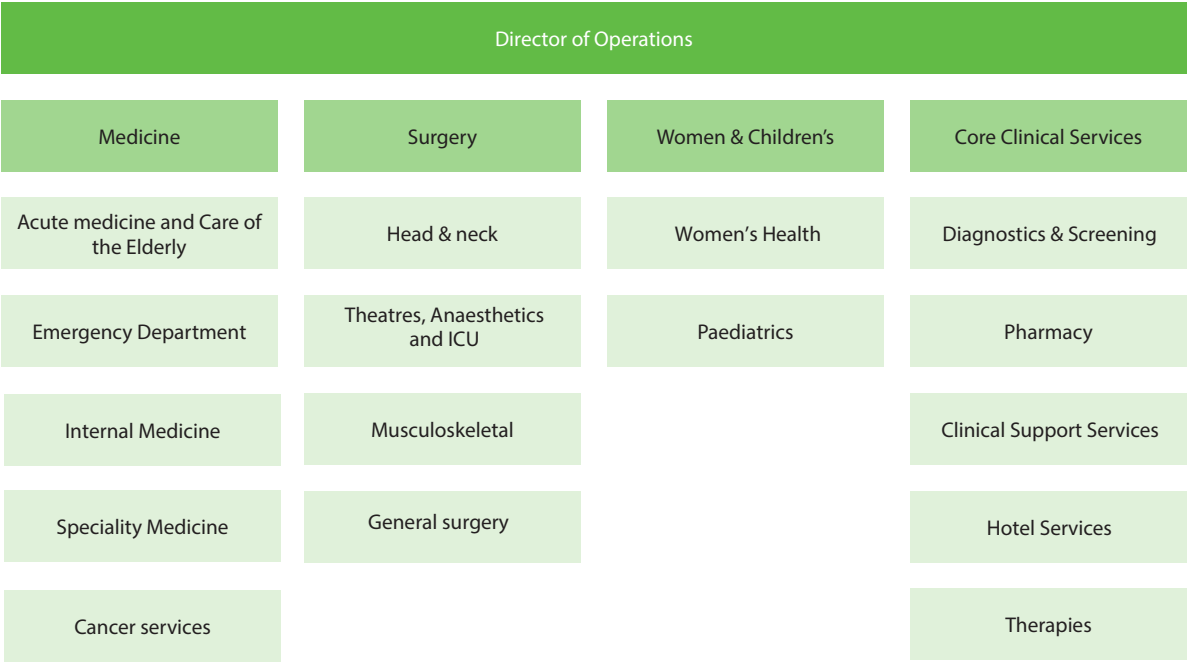 Director of Operations
Medicine
Surgery
Women & Children’s
Core Clinical Services
Acute medicine and Care of
the Elderly
Head & neck
Women’s Health
Diagnostics & Screening
Emergency Department
Theatres, Anaesthetics
and ICU
Paediatrics
Pharmacy
Internal Medicine
Musculoskeletal
Clinical Support Services
Speciality Medicine
General surgery
Hotel Services
Cancer services
Therapies